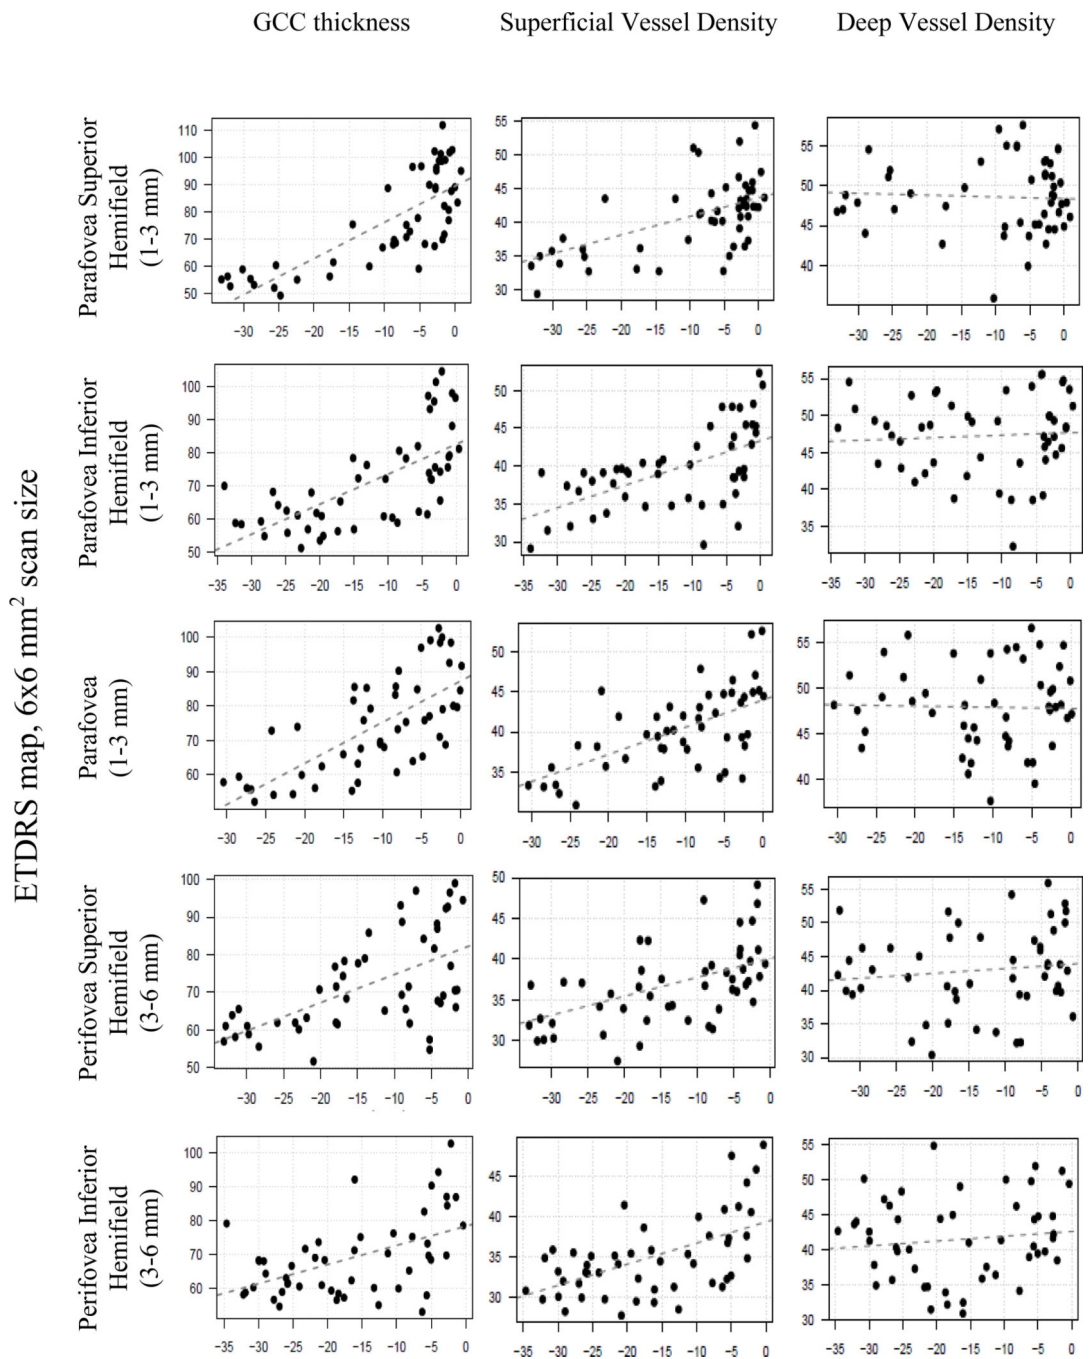 GCC thickness Superficial Vessel Density Deep Vessel Density
ETDRS map, 6x6 mm² scan size
Parafovea Superior
Hemifield
(1-3 mm)
110
100
90
80
70
60
50
−30 −25 −20 −15 −10 −5 0
55
50
45
40
35
30
−30 −25 −20 −15 −10 −5 0
55
50
45
40
−30 −25 −20 −15 −10 −5 0
Parafovea Inferior
Hemifield
(1-3 mm)
100
90
80
70
60
50
−35 −30 −25 −20 −15 −10 −5 0
50
45
40
35
30
−35 −30 −25 −20 −15 −10 −5 0
55
50
45
40
35
−35 −30 −25 −20 −15 −10 −5 0
Parafovea
(1-3 mm)
100
90
80
70
60
−30 −25 −20 −15 −10 −5 0
50
45
40
35
−30 −25 −20 −15 −10 −5 0
55
50
45
40
−30 −25 −20 −15 −10 −5 0
Perifovea Superior
Hemifield
(3-6 mm)
100
90
80
70
60
50
−30 −25 −20 −15 −10 −5 0
50
45
40
35
30
−30 −25 −20 −15 −10 −5 0
55
50
45
40
35
30
−30 −25 −20 −15 −10 −5 0
Perifovea Inferior
Hemifield
(3-6 mm)
100
90
80
70
60
−35 −30 −25 −20 −15 −10 −5 0
45
40
35
30
−35 −30 −25 −20 −15 −10 −5 0
55
50
45
40
35
30
−35 −30 −25 −20 −15 −10 −5 0